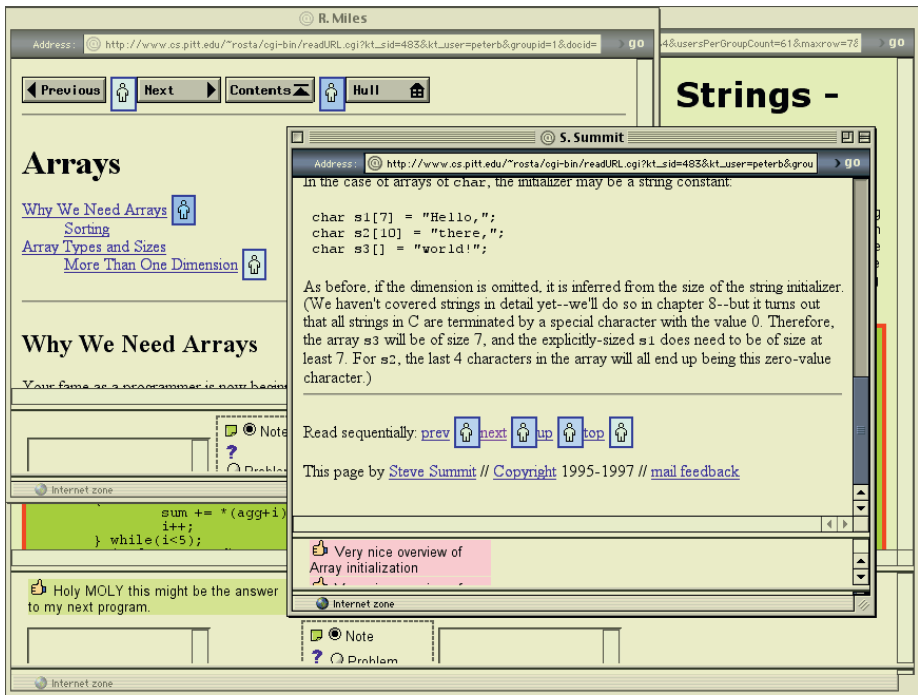 R. Miles
Address: http://www.cs.pitt.edu/~rosta/cgi-bin/readURL.cgi?kt_sid=483&kt_user=peterb&groupid=1&docid= go
64&usersPerGroupCount=61&maxrow=78 go
Previous Next Contents Hull
Strings -
Arrays
Why We Need Arrays
Sorting
Array Types and Sizes
More Than One Dimension
Why We Need Arrays
Your fame as a programmer is now begin
Note
?
Problem
Internet zone
S. Summit
Address: http://www.cs.pitt.edu/~rosta/cgi-bin/readURL.cgi?kt_sid=483&kt_user=peterb&grou go
In the case of arrays of char, the initializer may be a string constant:
char s1[7] = "Hello,";
char s2[10] = "there,";
char s3[] = "world!";
As before, if the dimension is omitted, it is inferred from the size of the string initializer.
(We haven't covered strings in detail yet--we'll do so in chapter 8--but it turns out
that all strings in C are terminated by a special character with the value 0. Therefore,
the array s3 will be of size 7, and the explicitly-sized s1 does need to be of size at
least 7. For s2, the last 4 characters in the array will all end up being this zero-value
character.)
Read sequentially: prev next up top
This page by Steve Summit // Copyright 1995-1997 // mail feedback
Very nice overview of
Array initialization
Internet zone
sum += *(agg+i)
i++;
} while(i<5);
Holy MOLY this might be the answer
to my next program.
Note
? Problem
Internet zone